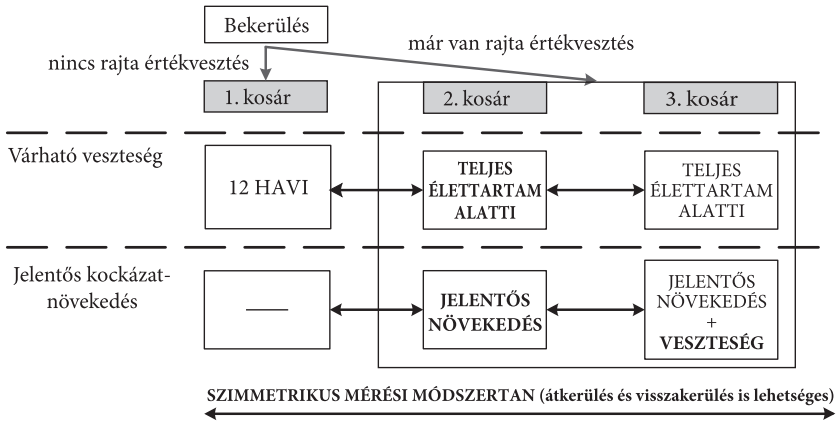 Bekerülés
már van rajta értékvesztés
nincs rajta értékvesztés
1. kosár
2. kosár
3. kosár
Várható veszteség
12 HAVI
TELJES
ÉLETTARTAM
ALATTI
TELJES
ÉLETTARTAM
ALATTI
Jelentős kockázat-
növekedés
JELENTŐS
NÖVEKEDÉS
JELENTŐS
NÖVEKEDÉS
+
VESZTESÉG
SZIMMETRIKUS MÉRÉSI MÓDSZERTAN (átkerülés és visszakerülés is lehetséges)